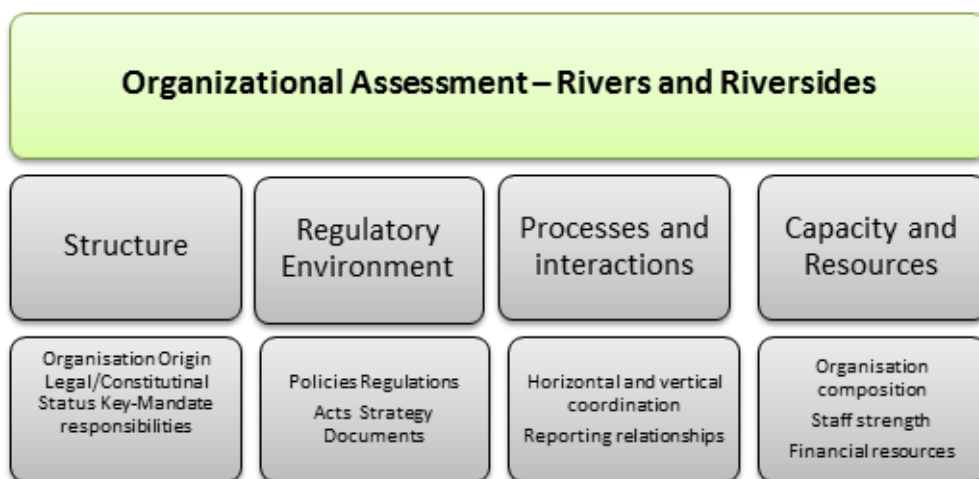 Organizational Assessment – Rivers and Riversides
Structure
Regulatory
Environment
Processes and
interactions
Capacity and
Resources
Organisation Origin
Legal/Constitutinal
Status Key-Mandate
responsibilities
Policies Regulations
Acts Strategy
Documents
Horizontal and vertical
coordination
Reporting relationships
Organisation
composition
Staff strength
Financial resources